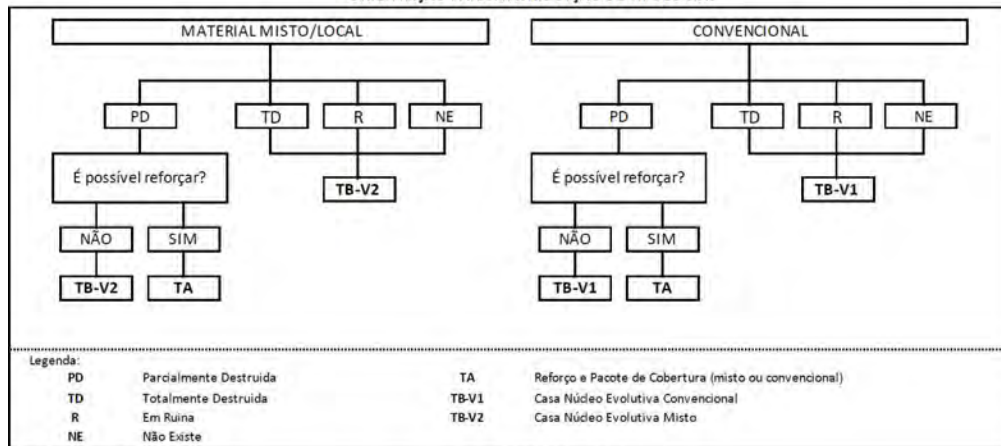 MATERIAL MISTO/LOCAL
CONVENCIONAL
PD
TD
R
NE
PD
TD
R
NE
É possível reforçar?
TB-V2
É possível reforçar?
TB-V1
NÃO
SIM
NÃO
SIM
TB-V2
TA
TB-V1
TA
Legenda:
PD Parcialmente Destruida
TA Reforço e Pacote de Cobertura (misto ou convencional)
TD Totalmente Destruida
TB-V1 Casa Núcleo Evolutiva Convencional
R Em Ruina
TB-V2 Casa Núcleo Evolutiva Misto
NE Não Existe